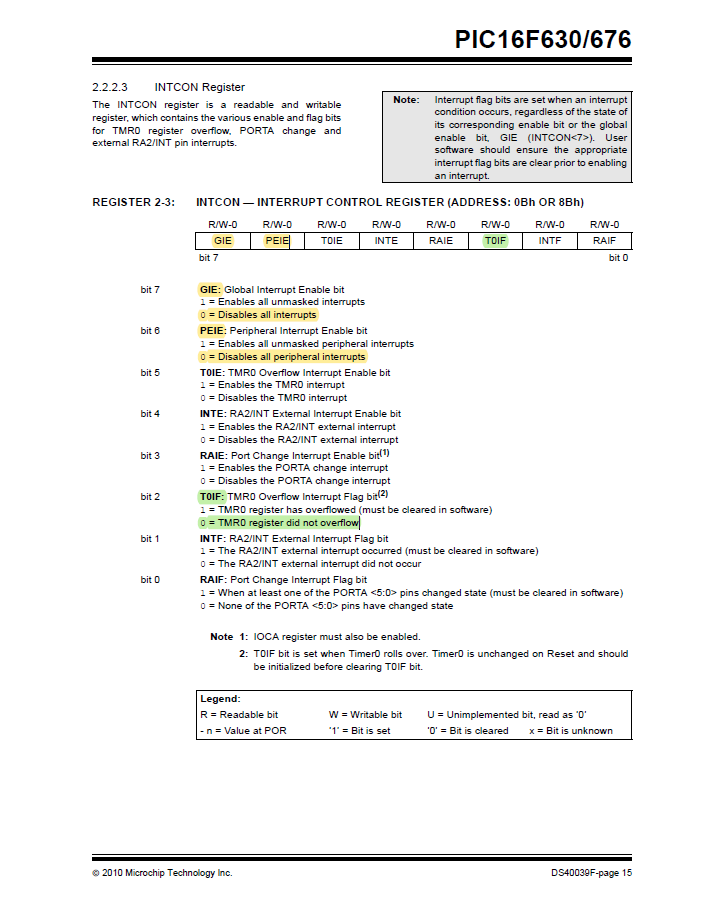 PIC16F630/676
2.2.2.3 INTCON Register
The INTCON register is a readable and writable
register, which contains the various enable and flag bits
for TMR0 register overflow, PORTA change and
external RA2/INT pin interrupts.
Note: Interrupt flag bits are set when an interrupt
condition occurs, regardless of the state of
its corresponding enable bit or the global
enable bit, GIE (INTCON<7>). User
software should ensure the appropriate
interrupt flag bits are clear prior to enabling
an interrupt.
REGISTER 2-3: INTCON — INTERRUPT CONTROL REGISTER (ADDRESS: 0Bh OR 8Bh)
R/W-0 R/W-0 R/W-0 R/W-0 R/W-0 R/W-0 R/W-0 R/W-0
GIE PEIE T0IE INTE RAIE T0IF INTF RAIF
bit 7 bit 0
bit 7 GIE: Global Interrupt Enable bit
1 = Enables all unmasked interrupts
0 = Disables all interrupts
bit 6 PEIE: Peripheral Interrupt Enable bit
1 = Enables all unmasked peripheral interrupts
0 = Disables all peripheral interrupts
bit 5 T0IE: TMR0 Overflow Interrupt Enable bit
1 = Enables the TMR0 interrupt
0 = Disables the TMR0 interrupt
bit 4 INTE: RA2/INT External Interrupt Enable bit
1 = Enables the RA2/INT external interrupt
0 = Disables the RA2/INT external interrupt
bit 3 RAIE: Port Change Interrupt Enable bit(1)
1 = Enables the PORTA change interrupt
0 = Disables the PORTA change interrupt
bit 2 T0IF: TMR0 Overflow Interrupt Flag bit(2)
1 = TMR0 register has overflowed (must be cleared in software)
0 = TMR0 register did not overflow
bit 1 INTF: RA2/INT External Interrupt Flag bit
1 = The RA2/INT external interrupt occurred (must be cleared in software)
0 = The RA2/INT external interrupt did not occur
bit 0 RAIF: Port Change Interrupt Flag bit
1 = When at least one of the PORTA <5:0> pins changed state (must be cleared in software)
0 = None of the PORTA <5:0> pins have changed state
Note 1: IOCA register must also be enabled.
2: T0IF bit is set when Timer0 rolls over. Timer0 is unchanged on Reset and should
be initialized before clearing T0IF bit.
Legend:
R = Readable bit W = Writable bit U = Unimplemented bit, read as '0'
- n = Value at POR '1' = Bit is set '0' = Bit is cleared x = Bit is unknown
© 2010 Microchip Technology Inc. DS40039F-page 15